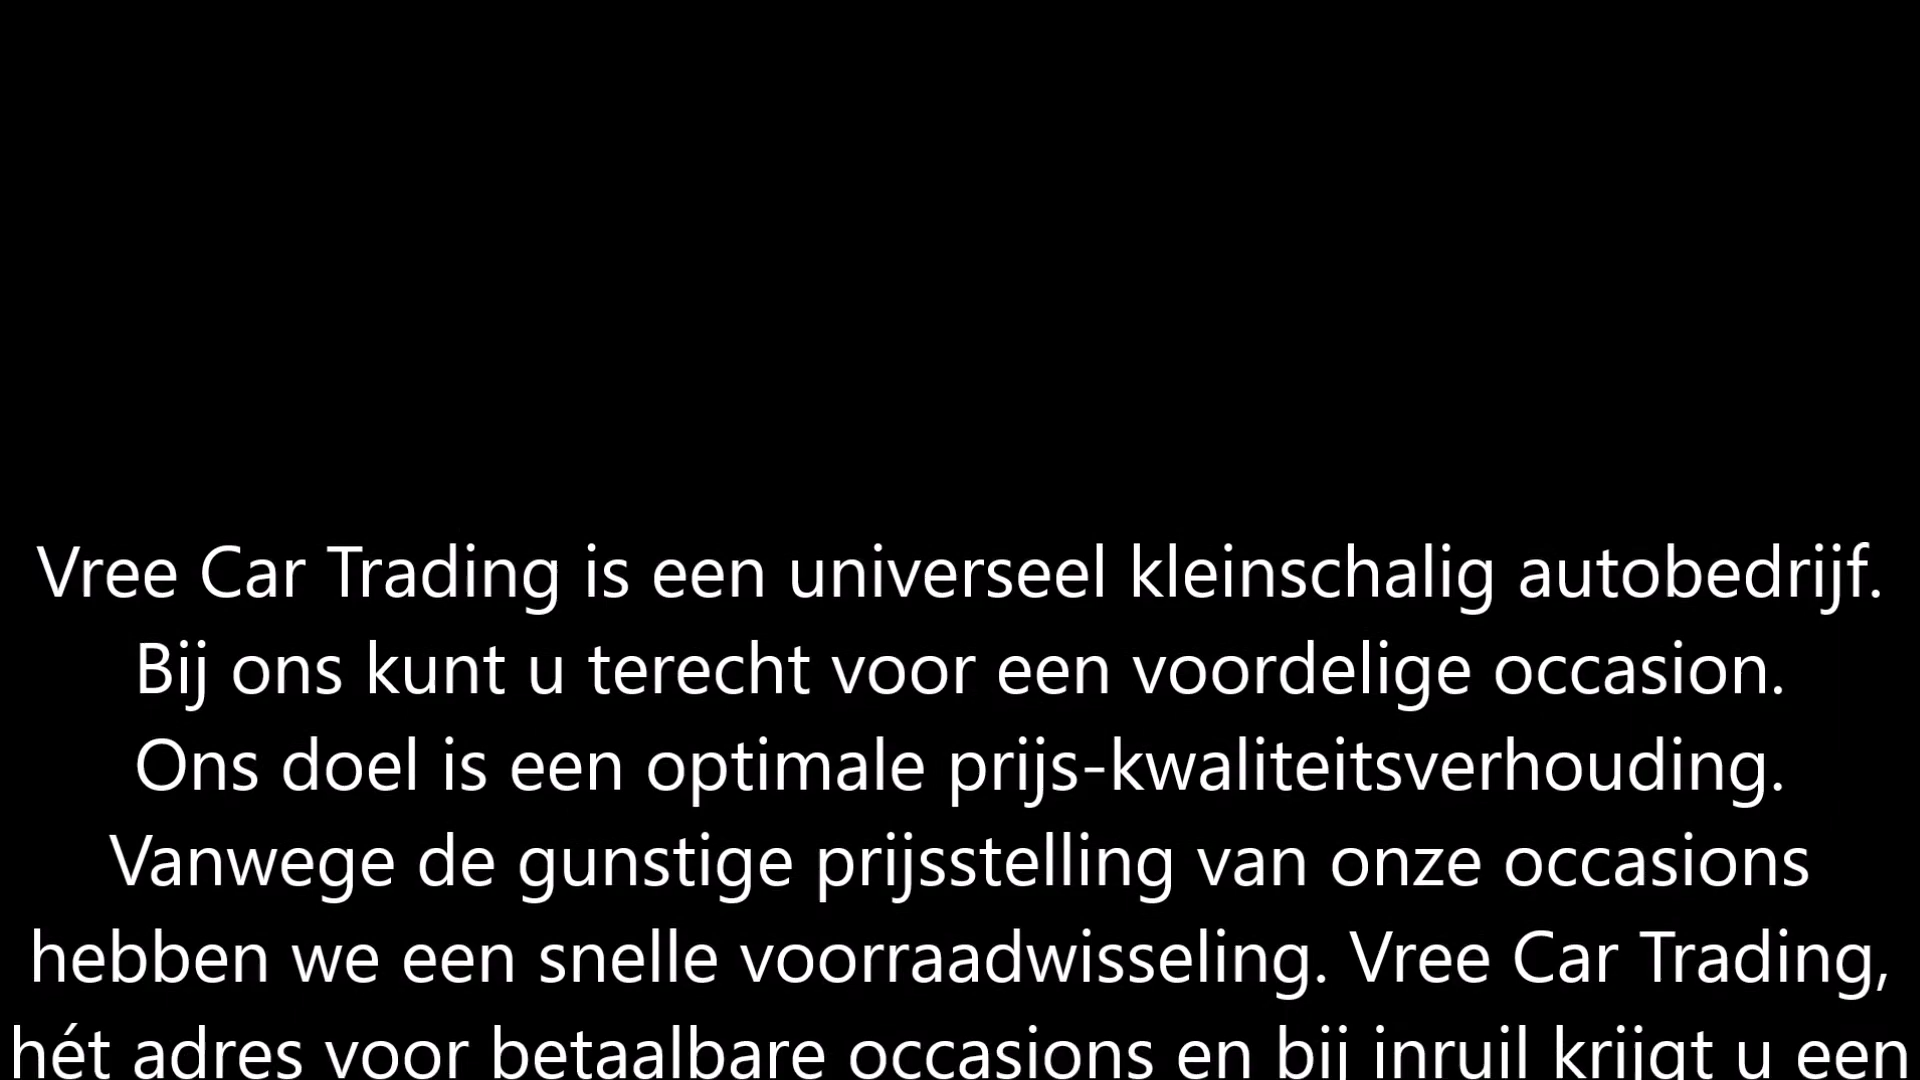 Vree Car Trading is een universeel kleinschalig autobedrijf.
Bij ons kunt u terecht voor een voordelige occasion.
Ons doel is een optimale prijs-kwaliteitsverhouding.
Vanwege de gunstige prijsstelling van onze occasions
hebben we een snelle voorraadwisseling. Vree Car Trading,
hét adres voor betaalbare occasions en bij inruil krijgt u een